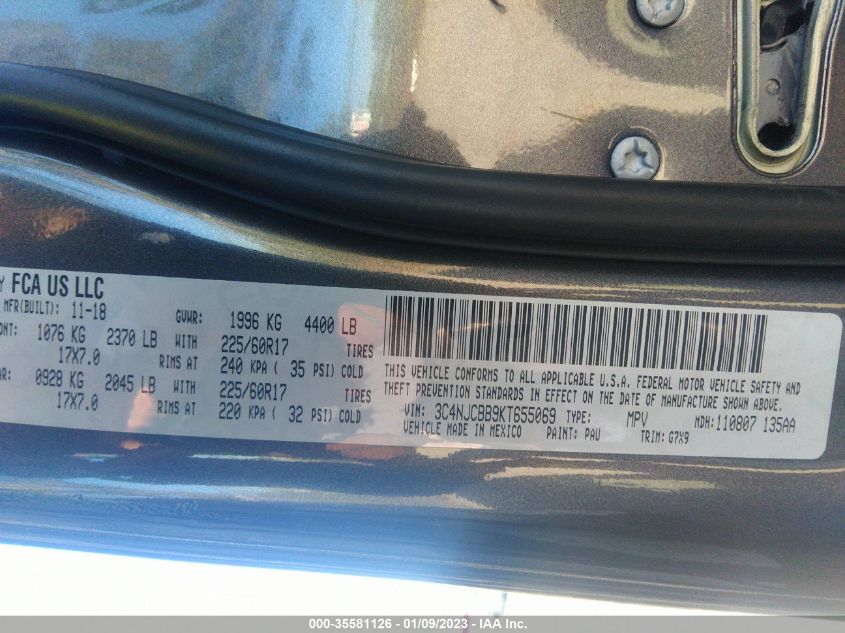 FCA US LLC
MFR(BUILT): 11-18 GVWR: 1996 KG 4400 LB
1076 KG 2370 LB WITH 225/60R17 TIRES
17X7.0 RIMS AT 240 KPA ( 35 PSI) COLD
0928 KG 2045 LB WITH 225/60R17 TIRES
17X7.0 RIMS AT 220 KPA ( 32 PSI) COLD
THIS VEHICLE CONFORMS TO ALL APPLICABLE U.S.A. FEDERAL MOTOR VEHICLE SAFETY AND
THEFT PREVENTION STANDARDS IN EFFECT ON THE DATE OF MANUFACTURE SHOWN ABOVE.
VIN: 3C4NJCBB9KT655069 TYPE: MPV MDH: 110807 135AA
VEHICLE MADE IN MEXICO PAINT: PAU TRIM: G7X9
000-35581126 - 01/09/2023 - IAA Inc.